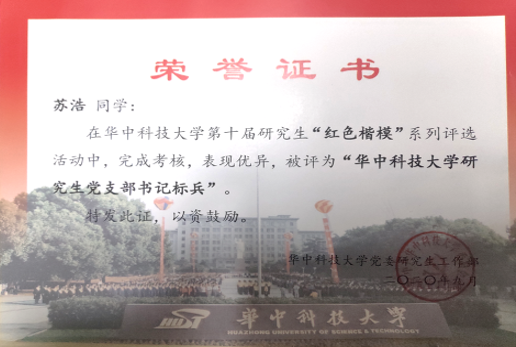 荣誉证书
苏浩 同学：
在华中科技大学第十届研究生“红色楷模”系列评选
活动中，完成考核，表现优异，被评为“华中科技大学研
究生党支部书记标兵”。
特发此证，以资鼓励。
华中科技大学党委研究生工作部
二〇二〇年九月
华中科技大学
HUAZHONG UNIVERSITY OF SCIENCE & TECHNOLOGY